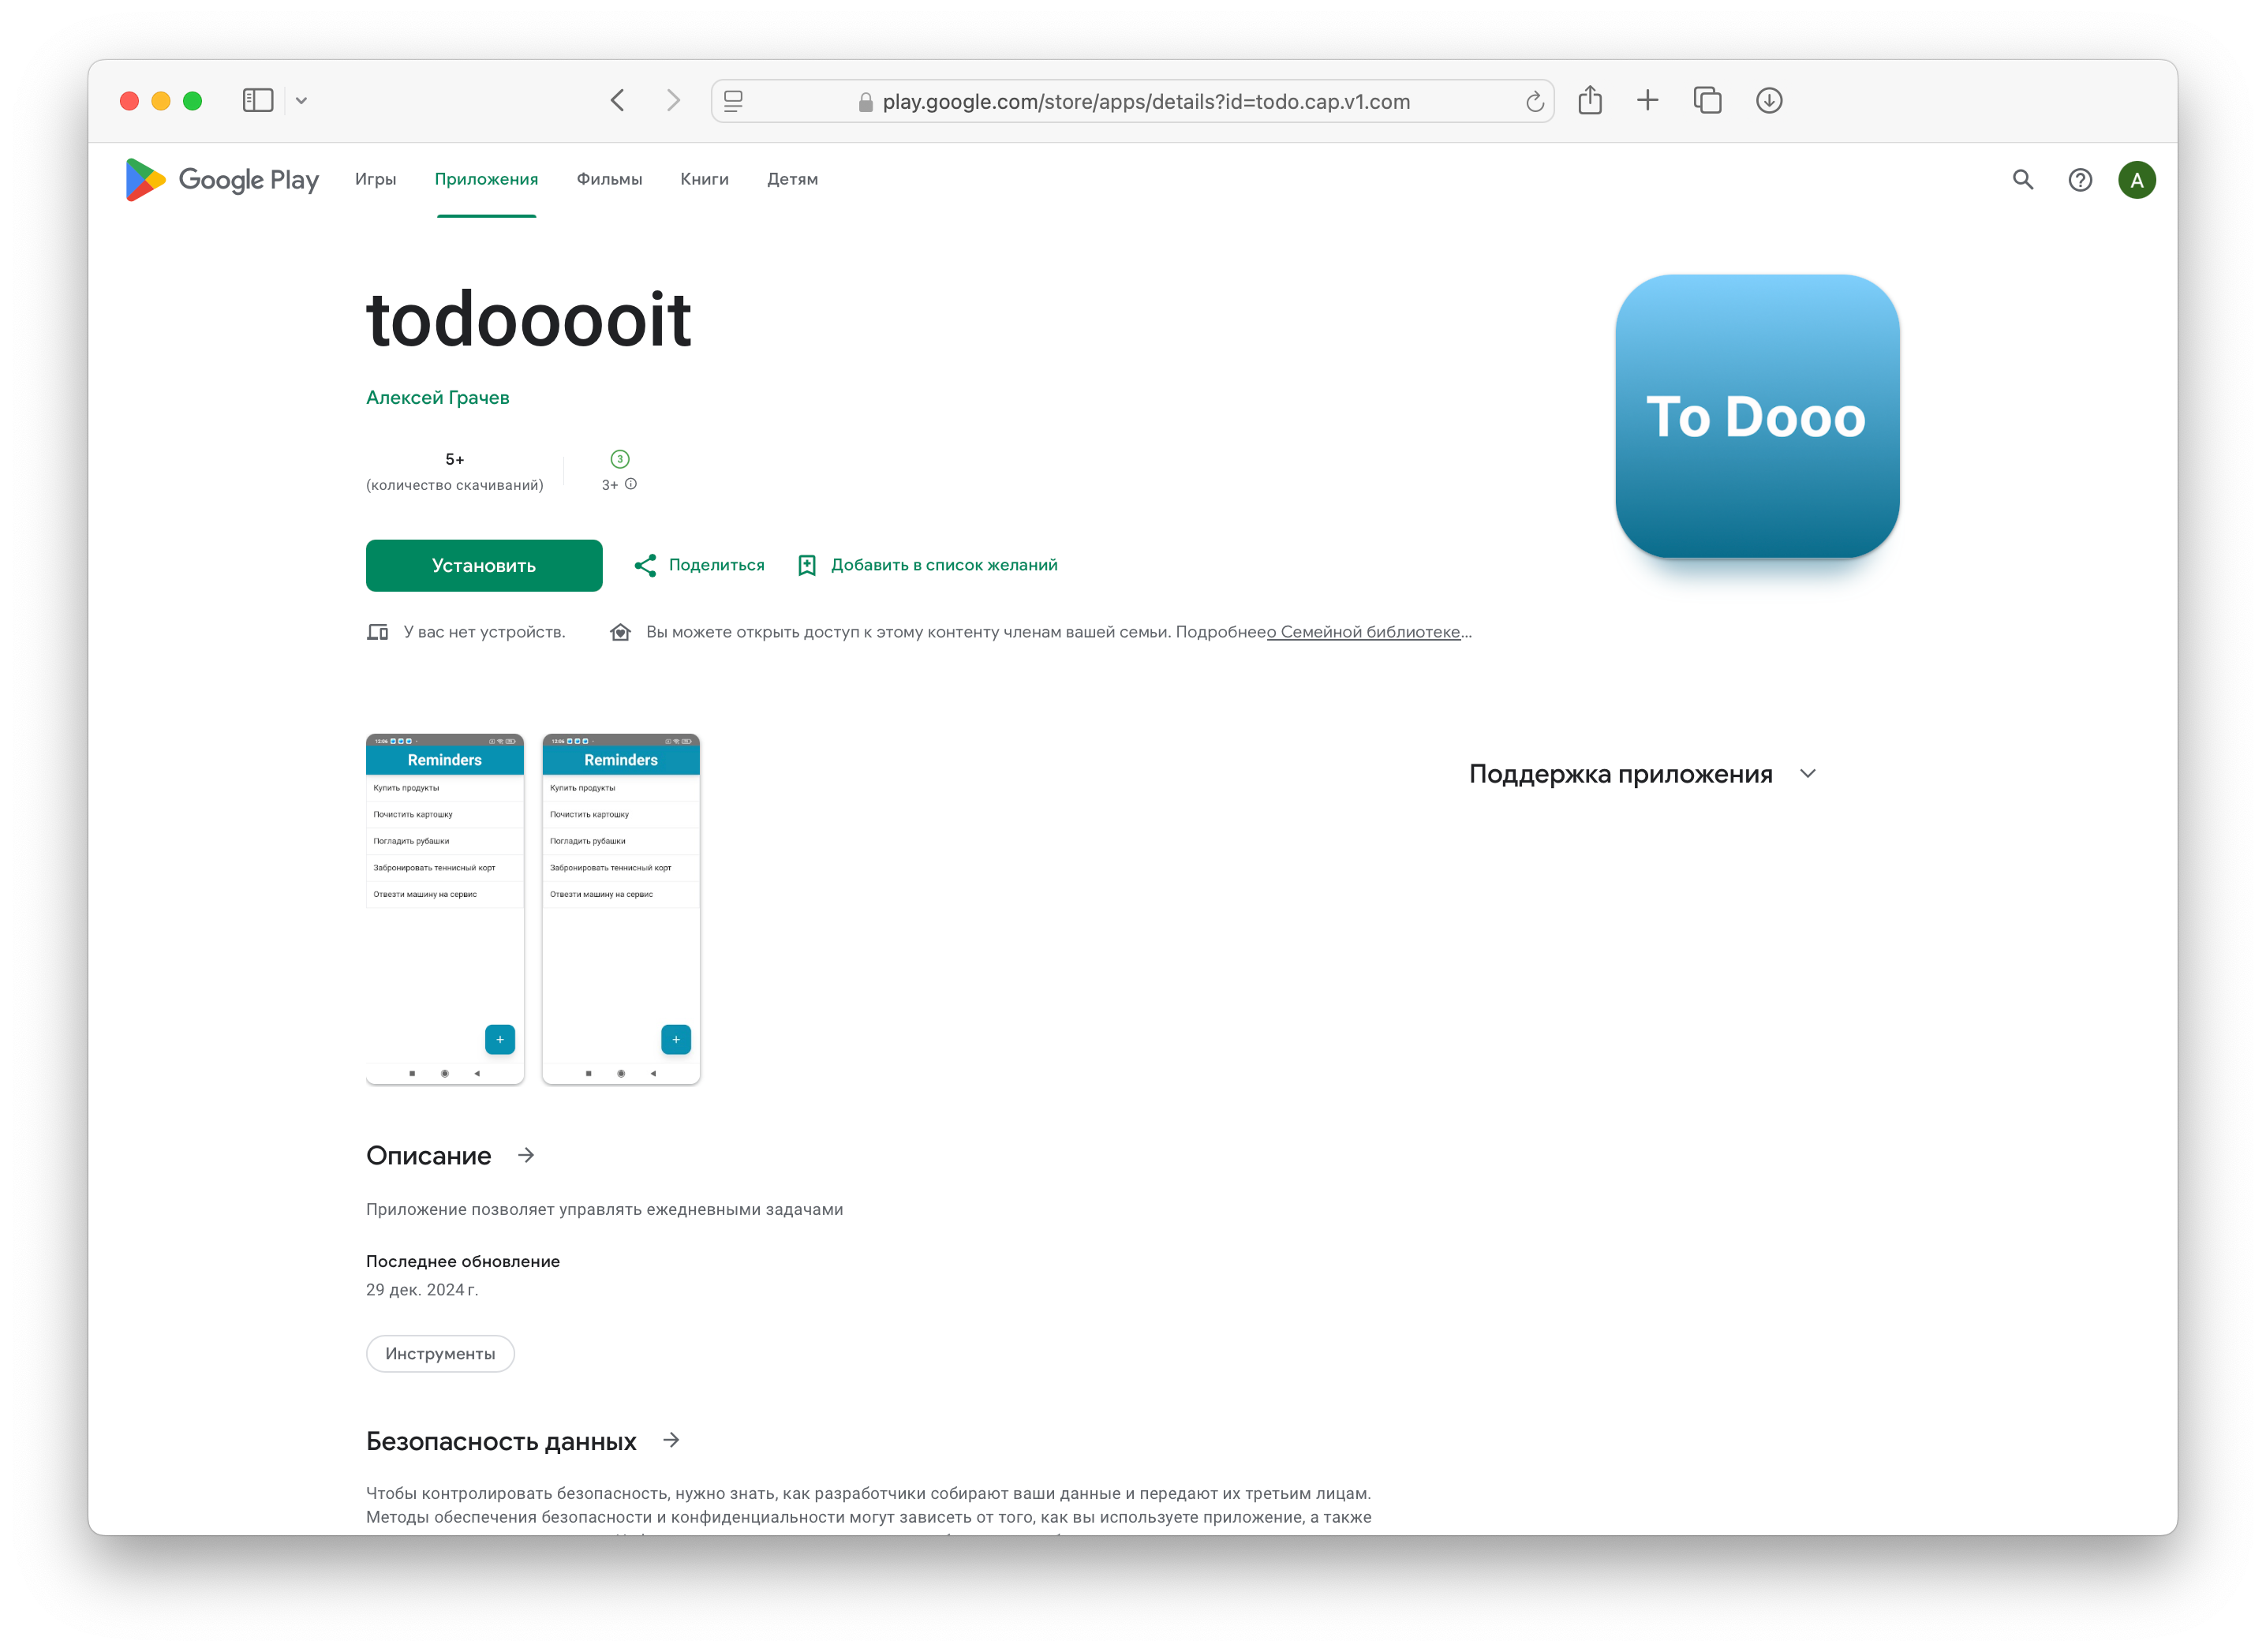 play.google.com/store/apps/details?id=todo.cap.v1.com
Google Play
Игры
Приложения
Фильмы
Книги
Детям
A
todooooit
Алексей Грачев
5+
(количество скачиваний)
3
3+
To Dooo
Установить
Поделиться
Добавить в список желаний
У вас нет устройств.
Вы можете открыть доступ к этому контенту членам вашей семьи. Подробнеео Семейной библиотеке...
Reminders
Купить продукты
Почистить картошку
Погладить рубашки
Забронировать теннисный корт
Отвезти машину на сервис
+
Reminders
Купить продукты
Почистить картошку
Погладить рубашки
Забронировать теннисный корт
Отвезти машину на сервис
+
Поддержка приложения
Описание
Приложение позволяет управлять ежедневными задачами
Последнее обновление
29 дек. 2024 г.
Инструменты
Безопасность данных
Чтобы контролировать безопасность, нужно знать, как разработчики собирают ваши данные и передают их третьим лицам.
Методы обеспечения безопасности и конфиденциальности могут зависеть от того, как вы используете приложение, а также